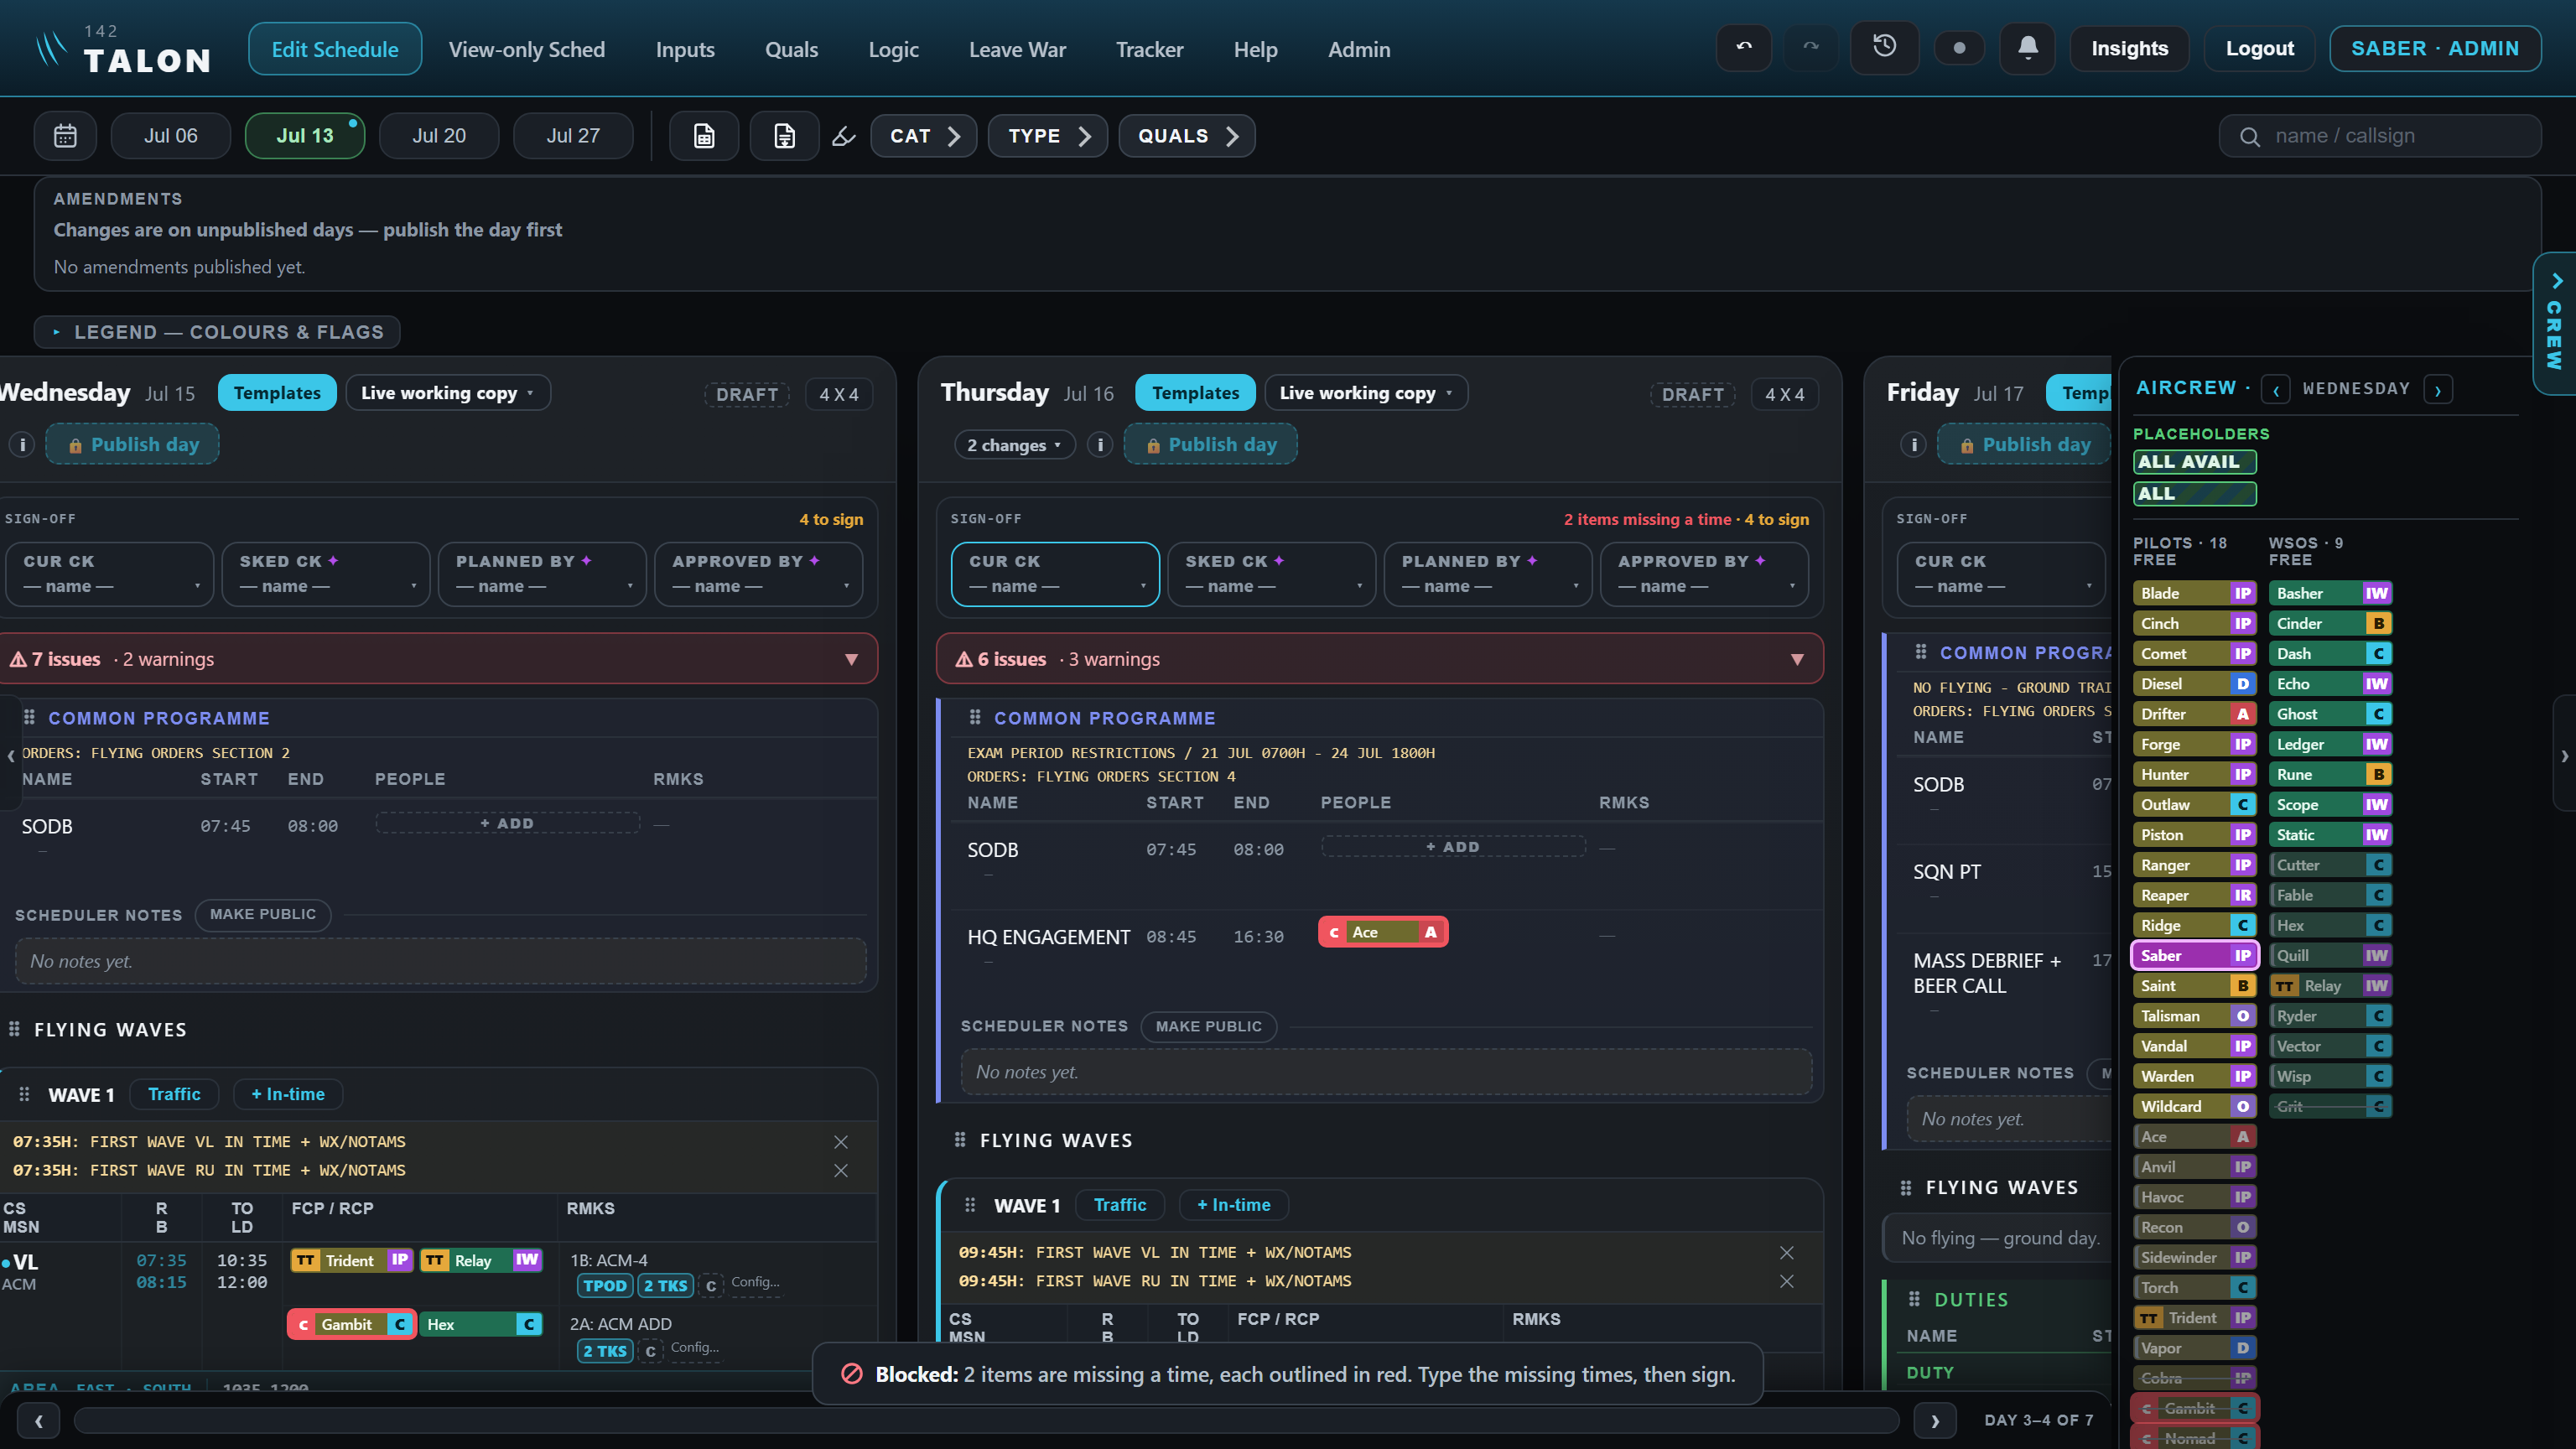 142
TALON
Edit Schedule
View-only Sched
Inputs
Quals
Logic
Leave War
Tracker
Help
Admin
Insights
Logout
SABER · ADMIN
Jul 06
Jul 13
Jul 20
Jul 27
CAT
TYPE
QUALS
name / callsign
AMENDMENTS
Changes are on unpublished days — publish the day first
No amendments published yet.
LEGEND — COLOURS & FLAGS
CREW
Wednesday Jul 15 Templates Live working copy DRAFT 4 X 4
i Publish day
SIGN-OFF 4 to sign
CUR CK — name —
SKED CK — name —
PLANNED BY — name —
APPROVED BY — name —
7 issues · 2 warnings
COMMON PROGRAMME
ORDERS: FLYING ORDERS SECTION 2
NAME START END PEOPLE RMKS
SODB 07:45 08:00 + ADD —
—
SCHEDULER NOTES MAKE PUBLIC
No notes yet.
FLYING WAVES
WAVE 1 Traffic + In-time
07:35H: FIRST WAVE VL IN TIME + WX/NOTAMS
07:35H: FIRST WAVE RU IN TIME + WX/NOTAMS
CS R TO FCP / RCP RMKS
MSN B LD
VL 07:35 10:35 TT Trident IP TT Relay IW 1B: ACM-4
ACM 08:15 12:00 TPOD 2 TKS C Config...
C Gambit C Hex C 2A: ACM ADD
2 TKS C Config...
AREA EAST · SOUTH 1035-1200
Thursday Jul 16 Templates Live working copy DRAFT 4 X 4
2 changes i Publish day
SIGN-OFF 2 items missing a time · 4 to sign
CUR CK — name —
SKED CK — name —
PLANNED BY — name —
APPROVED BY — name —
6 issues · 3 warnings
COMMON PROGRAMME
EXAM PERIOD RESTRICTIONS / 21 JUL 0700H - 24 JUL 1800H
ORDERS: FLYING ORDERS SECTION 4
NAME START END PEOPLE RMKS
SODB 07:45 08:00 + ADD —
—
HQ ENGAGEMENT 08:45 16:30 C Ace A —
—
SCHEDULER NOTES MAKE PUBLIC
No notes yet.
FLYING WAVES
WAVE 1 Traffic + In-time
09:45H: FIRST WAVE VL IN TIME + WX/NOTAMS
09:45H: FIRST WAVE RU IN TIME + WX/NOTAMS
CS R TO FCP / RCP RMKS
MSN B LD
Friday Jul 17 Templ
i Publish day
SIGN-OFF
CUR CK — name —
COMMON PROGRA
NO FLYING - GROUND TRAI
ORDERS: FLYING ORDERS S
NAME ST
SODB 07
—
SQN PT 15
—
MASS DEBRIEF + 17
BEER CALL
—
SCHEDULER NOTES M
No notes yet.
FLYING WAVES
No flying — ground day.
DUTIES
NAME ST
DUTY
AIRCREW · WEDNESDAY
PLACEHOLDERS
ALL AVAIL
ALL
PILOTS · 18 FREE
Blade IP
Cinch IP
Comet IP
Diesel D
Drifter A
Forge IP
Hunter IP
Outlaw C
Piston IP
Ranger IP
Reaper IR
Ridge C
Saber IP
Saint B
Talisman O
Vandal IP
Warden IP
Wildcard O
Ace A
Anvil IP
Havoc IP
Recon O
Sidewinder IP
Torch C
TT Trident IP
Vapor D
Cobra IP
C Gambit C
C Nomad C
WSOS · 9 FREE
Basher IW
Cinder B
Dash C
Echo IW
Ghost C
Ledger IW
Rune B
Scope IW
Static IW
Cutter C
Fable C
Hex C
Quill IW
TT Relay IW
Ryder C
Vector C
Wisp C
Grit C
Blocked: 2 items are missing a time, each outlined in red. Type the missing times, then sign.
DAY 3–4 OF 7